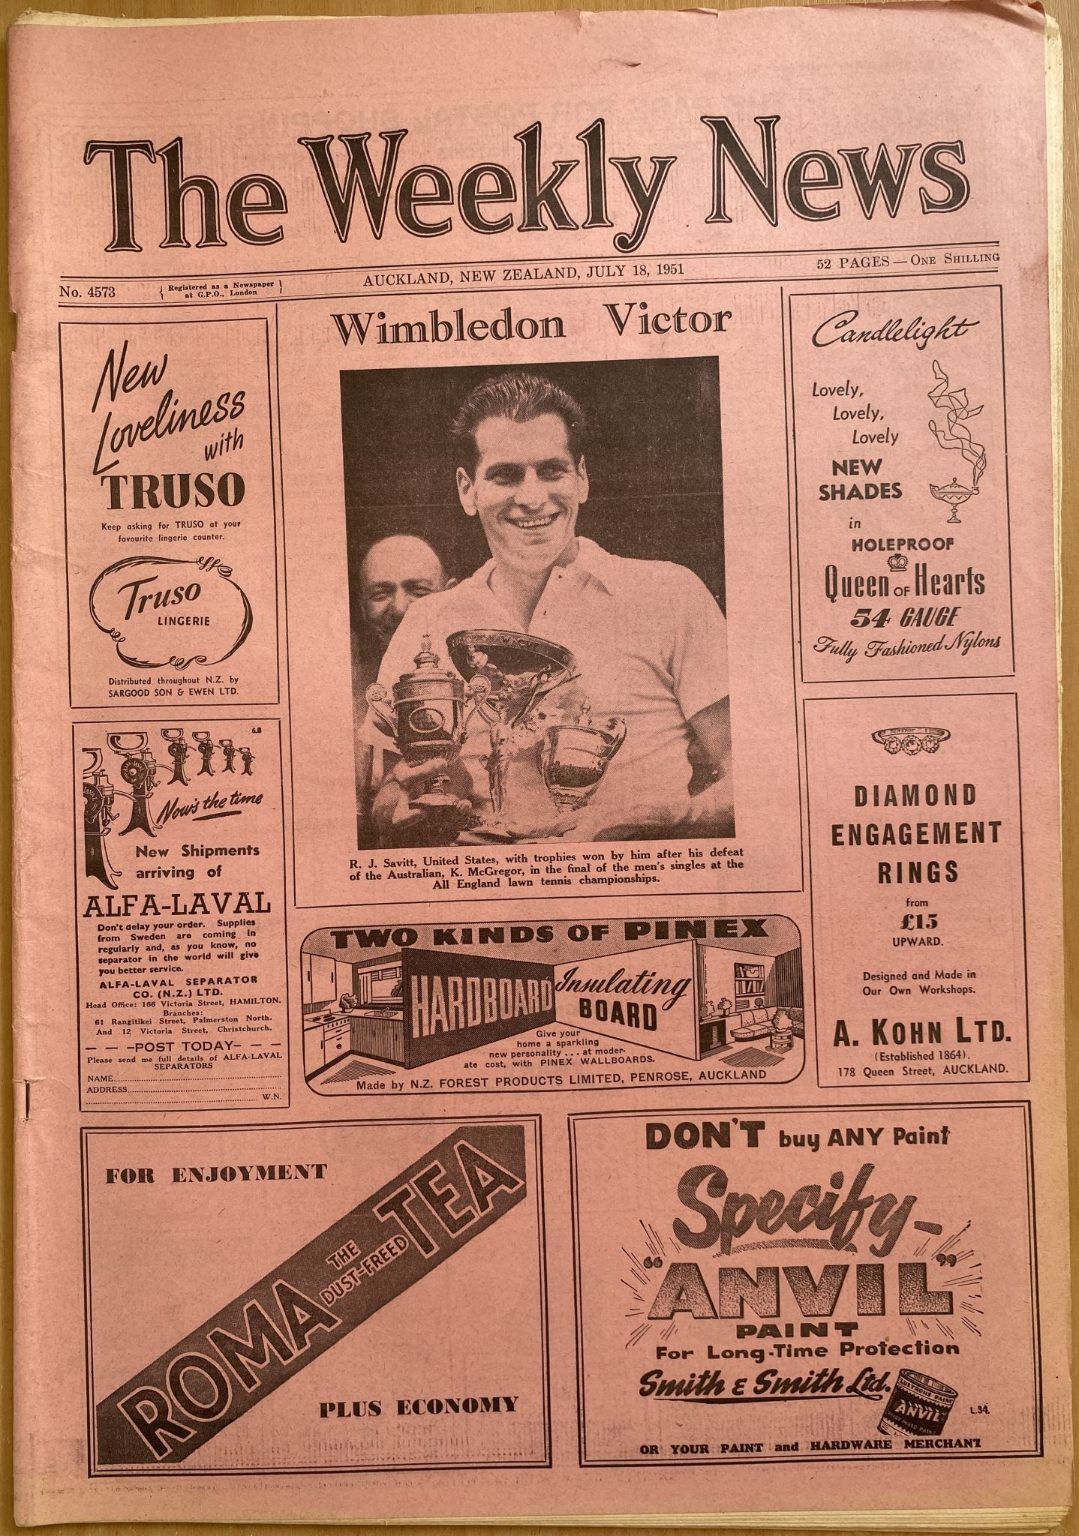 The Weekly News
No. 4573
{ Registered as a Newspaper at G.P.O., London }
AUCKLAND, NEW ZEALAND, JULY 18, 1951
52 PAGES — ONE SHILLING
New
Loveliness
with
TRUSO
Keep asking for TRUSO at your
favourite lingerie counter.
Truso
LINGERIE
Distributed throughout N.Z. by
SARGOOD SON & EWEN LTD.
6.B
Now's the time
New Shipments
arriving of
ALFA-LAVAL
Don't delay your order. Supplies
from Sweden are coming in
regularly and, as you know, no
separator in the world will give
you better service.
ALFA-LAVAL SEPARATOR
CO. (N.Z.) LTD.
Head Office: 166 Victoria Street, HAMILTON.
Branches:
61 Rangitikei Street, Palmerston North.
And 12 Victoria Street, Christchurch.
— — —POST TODAY— — —
Please send me full details of ALFA-LAVAL
SEPARATORS
NAME
ADDRESS
W.N.
Wimbledon Victor
R. J. Savitt, United States, with trophies won by him after his defeat
of the Australian, K. McGregor, in the final of the men's singles at the
All England lawn tennis championships.
TWO KINDS OF PINEX
HARDBOARD
Insulating
BOARD
Give your
home a sparkling
new personality . . . at moder-
ate cost, with PINEX WALLBOARDS.
Made by N.Z. FOREST PRODUCTS LIMITED, PENROSE, AUCKLAND
Candlelight
Lovely,
Lovely,
Lovely
NEW
SHADES
in
HOLEPROOF
Queen OF Hearts
54 GAUGE
Fully Fashioned Nylons
DIAMOND
ENGAGEMENT
RINGS
from
£15
UPWARD.
Designed and Made in
Our Own Workshops.
A. KOHN LTD.
(Established 1864).
178 Queen Street, AUCKLAND.
FOR ENJOYMENT
ROMA
THE
DUST-FREED
TEA
PLUS ECONOMY
DON'T buy ANY Paint
Specify—
"ANVIL"
PAINT
For Long-Time Protection
Smith & Smith Ltd.
ANVIL
L.34.
OR YOUR PAINT and HARDWARE MERCHANT